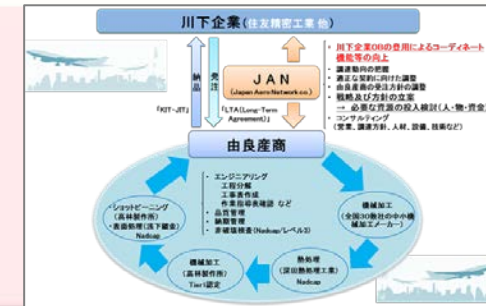 川下企業(住友精密工業 他)
納品
受注
JAN
(Japan Aero Network co.)
「KIT-JIT」
「LTA(Long-Term
Agreement)」
・川下企業OBの登用によるコーディネート
機能等の向上
・調達動向の把握
・適正な契約に向けた調整
・由良産商の受注方針の調整
・戦略及び方針の立案
→ 必要な資源の投入検討(人・物・資金)
・コンサルティング
(営業、調達方針、人材、設備、技術など)
由良産商
・エンジニアリング
工程分解
工事表作成
作業指導表確認 など
・品質管理
・納期管理
・非破壊検査(Nadcap/レベル3)
・ショットピーニング
(高林製作所)
・表面処理(浅下鍍金)
Nadcap
機械加工
(全国30数社の中小機
械加工メーカー)
熱処理
(深田熱処理工業)
Nadcap
機械加工
(高林製作所)
Tier1認定